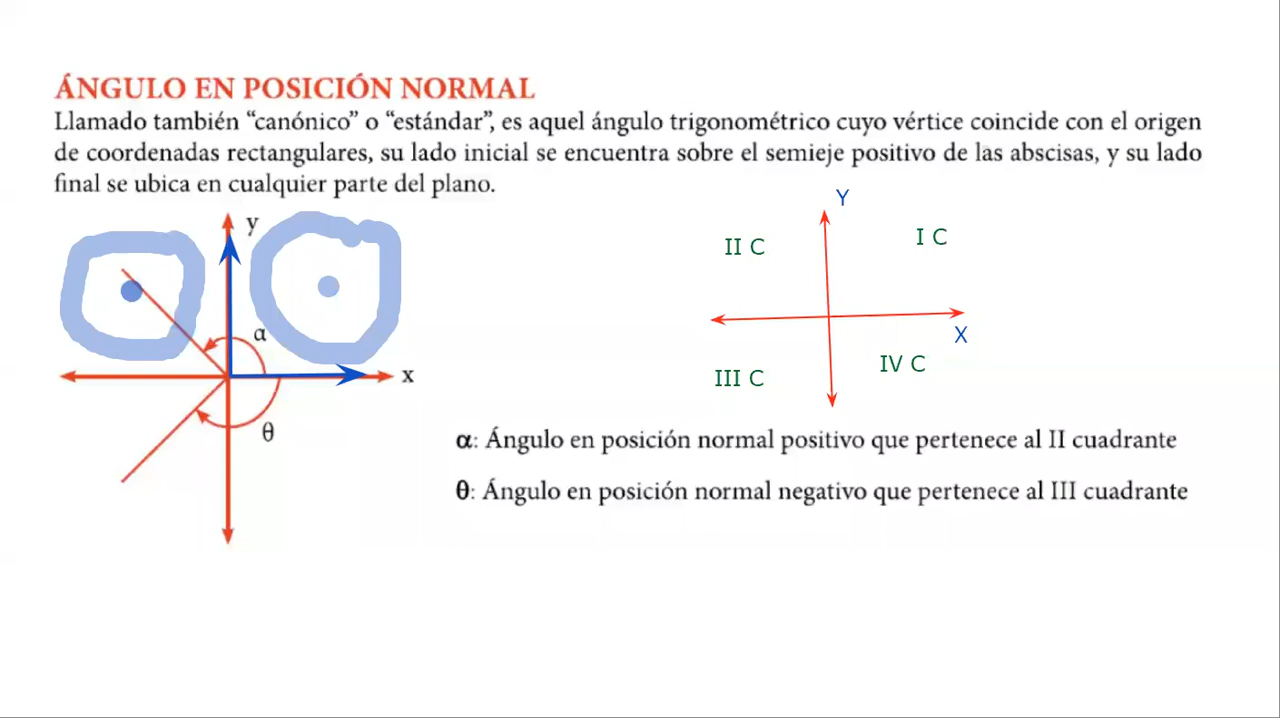 ÁNGULO EN POSICIÓN NORMAL
Llamado también “canónico” o “estándar”, es aquel ángulo trigonométrico cuyo vértice coincide con el origen
de coordenadas rectangulares, su lado inicial se encuentra sobre el semieje positivo de las abscisas, y su lado
final se ubica en cualquier parte del plano.
y
α
x
θ
Y
II C
I C
X
III C
IV C
α: Ángulo en posición normal positivo que pertenece al II cuadrante
θ: Ángulo en posición normal negativo que pertenece al III cuadrante